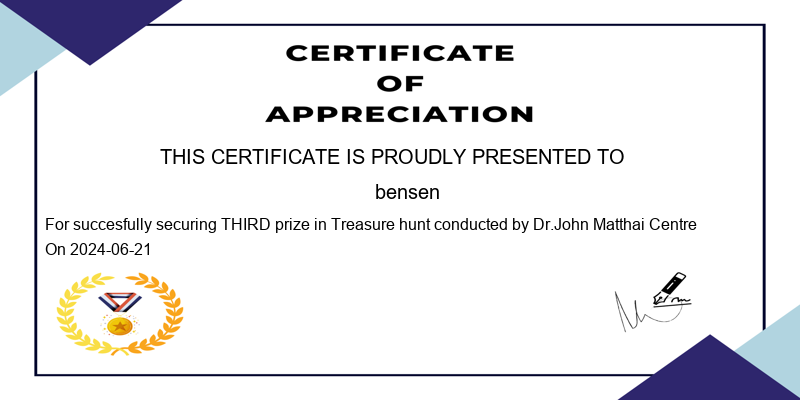 CERTIFICATE
OF
APPRECIATION
THIS CERTIFICATE IS PROUDLY PRESENTED TO
bensen
For succesfully securing THIRD prize in Treasure hunt conducted by Dr.John Matthai Centre
On 2024-06-21